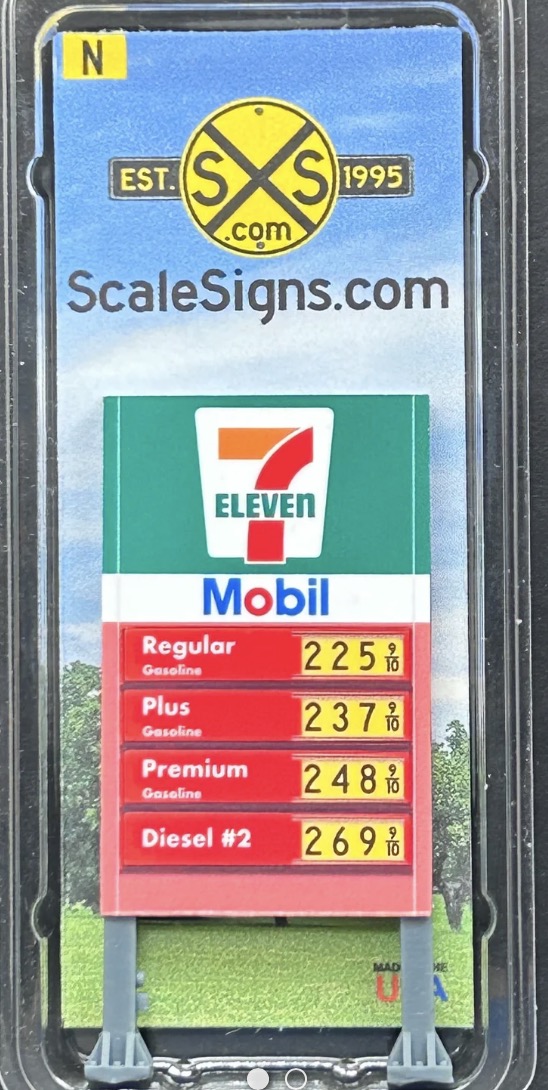 N
EST. SXS 1995
.com
ScaleSigns.com
7
ELEVEn
Mobil
Regular 225 9/10
Gasoline
Plus 237 9/10
Gasoline
Premium 248 9/10
Gasoline
Diesel #2 269 9/10